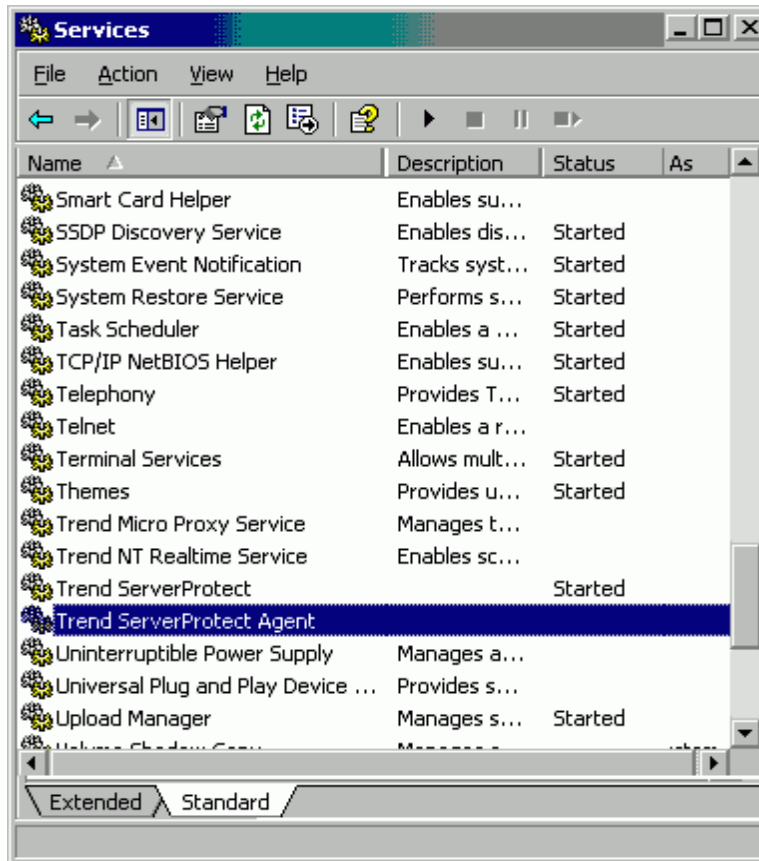 Services
File Action View Help
Name Description Status As
Smart Card Helper Enables su...
SSDP Discovery Service Enables dis... Started
System Event Notification Tracks syst... Started
System Restore Service Performs s... Started
Task Scheduler Enables a ... Started
TCP/IP NetBIOS Helper Enables su... Started
Telephony Provides T... Started
Telnet Enables a r...
Terminal Services Allows mult... Started
Themes Provides u... Started
Trend Micro Proxy Service Manages t...
Trend NT Realtime Service Enables sc...
Trend ServerProtect Started
Trend ServerProtect Agent
Uninterruptible Power Supply Manages a...
Universal Plug and Play Device ... Provides s...
Upload Manager Manages s... Started
Volume Shadow Copy
Extended Standard